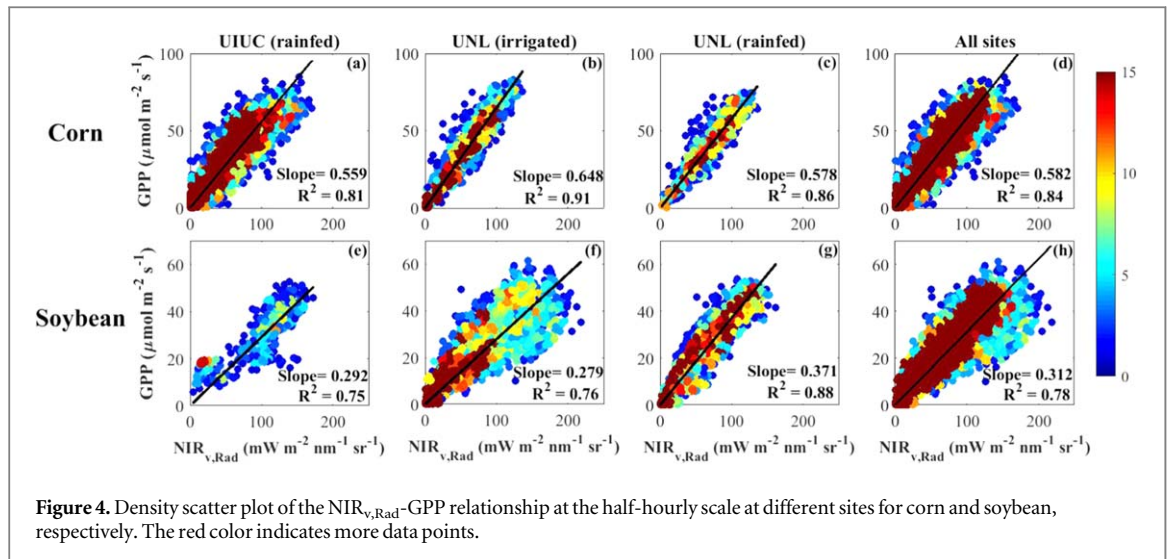 UIUC (rainfed) UNL (irrigated) UNL (rainfed) All sites
Corn
GPP (μmol m⁻² s⁻¹)
100
50
0
(a)
Slope= 0.559
R² = 0.81
0 100 200
(b)
Slope= 0.648
R² = 0.91
0 100 200
100
50
0
(c)
Slope= 0.578
R² = 0.86
0 100 200
(d)
Slope= 0.582
R² = 0.84
0 100 200
15
10
5
0
Soybean
GPP (μmol m⁻² s⁻¹)
60
40
20
0
(e)
Slope= 0.292
R² = 0.75
0 100 200
NIRv,Rad (mW m⁻² nm⁻¹ sr⁻¹)
60
40
20
0
(f)
Slope= 0.279
R² = 0.76
0 100 200
60
40
20
0
(g)
Slope= 0.371
R² = 0.88
0 100 200
NIRv,Rad (mW m⁻² nm⁻¹ sr⁻¹)
60
40
20
0
(h)
Slope= 0.312
R² = 0.78
0 100 200
NIRv,Rad (mW m⁻² nm⁻¹ sr⁻¹)
NIRv,Rad (mW m⁻² nm⁻¹ sr⁻¹)
Figure 4. Density scatter plot of the NIRv,Rad-GPP relationship at the half-hourly scale at different sites for corn and soybean,
respectively. The red color indicates more data points.